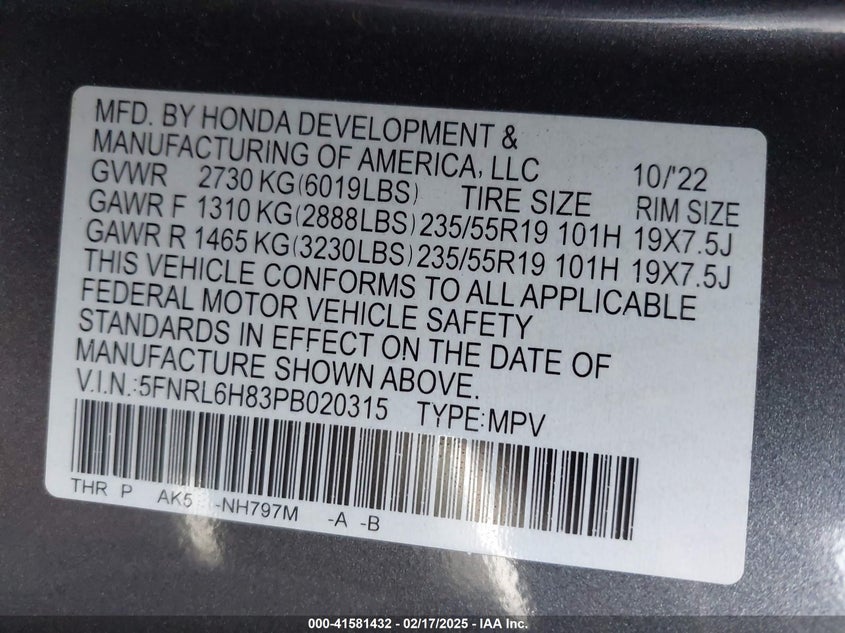 MFD. BY HONDA DEVELOPMENT &
MANUFACTURING OF AMERICA, LLC 10/'22
GVWR 2730 KG(6019LBS) TIRE SIZE RIM SIZE
GAWR F 1310 KG(2888LBS) 235/55R19 101H 19X7.5J
GAWR R 1465 KG(3230LBS) 235/55R19 101H 19X7.5J
THIS VEHICLE CONFORMS TO ALL APPLICABLE
FEDERAL MOTOR VEHICLE SAFETY
STANDARDS IN EFFECT ON THE DATE OF
MANUFACTURE SHOWN ABOVE.
V.I.N.:5FNRL6H83PB020315 TYPE:MPV
THR P AK5 -NH797M -A -B
000-41581432 - 02/17/2025 - IAA Inc.